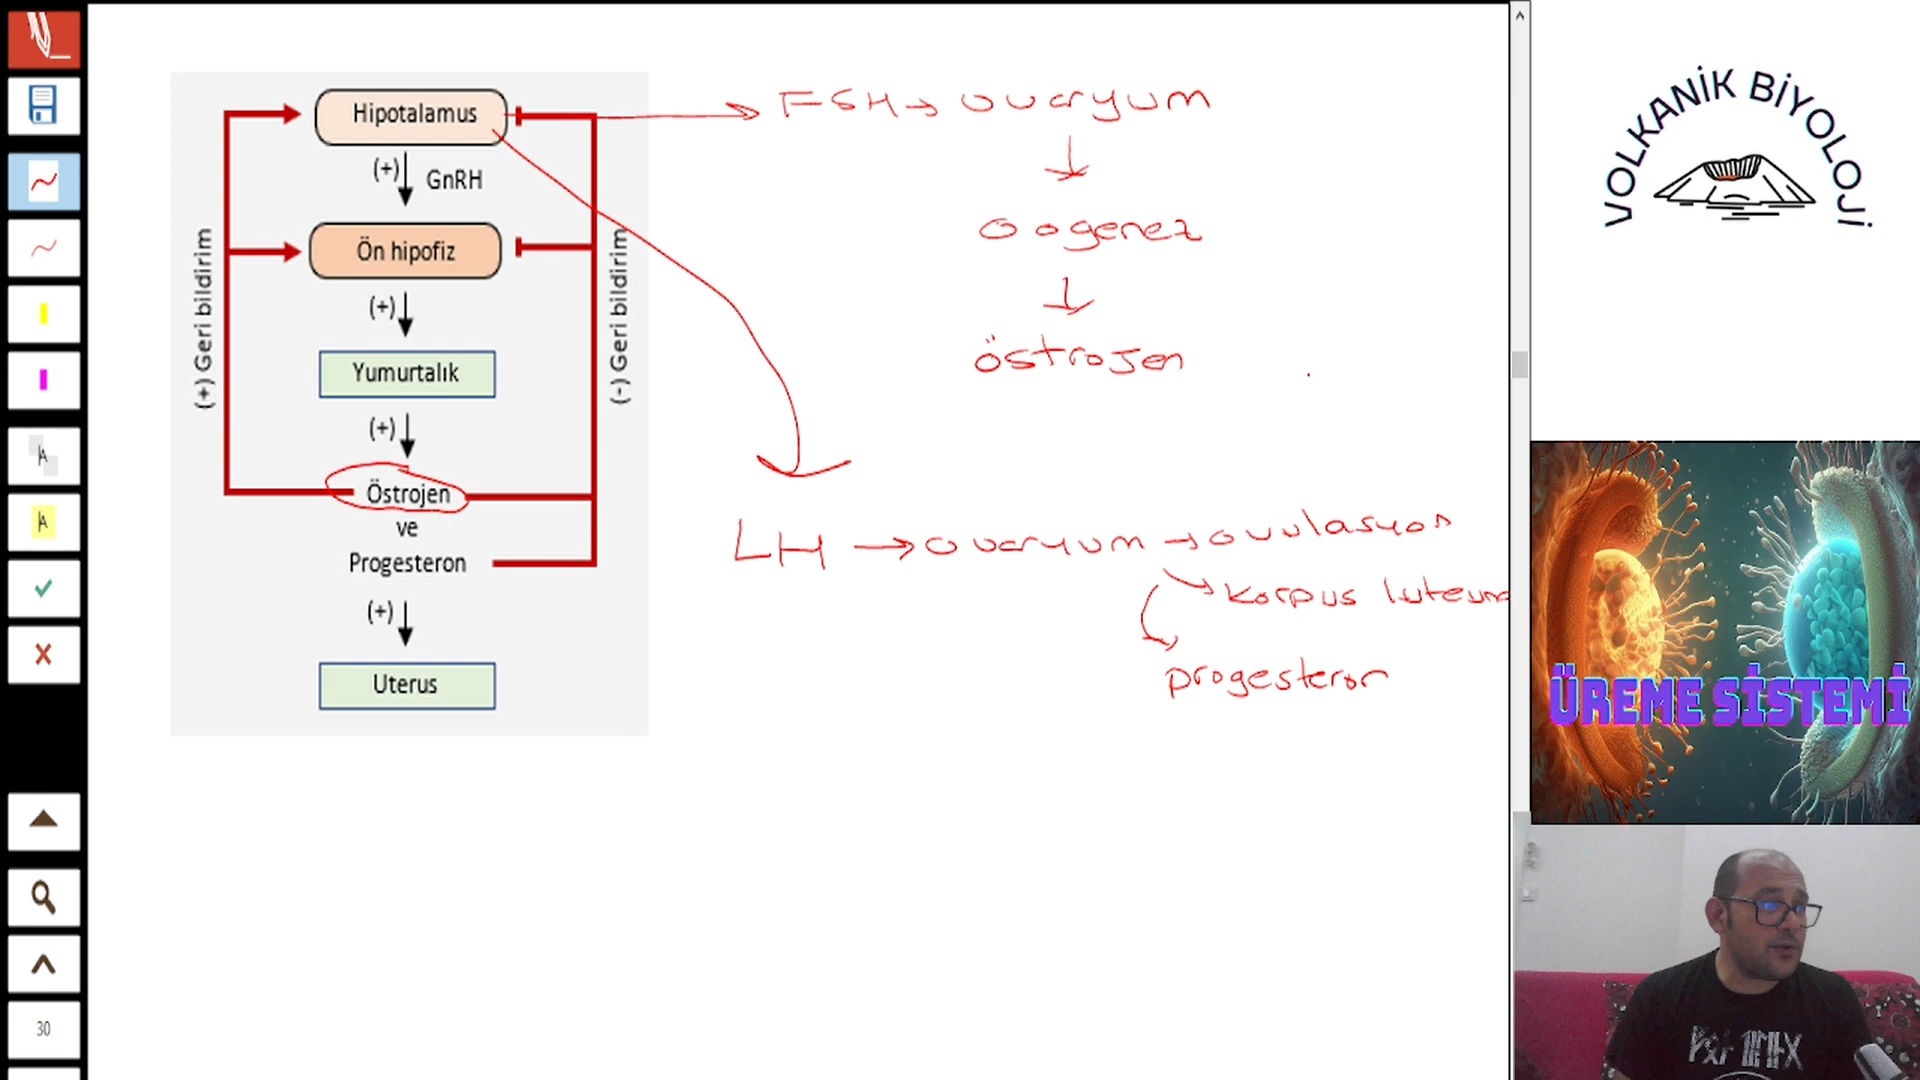 Hipotalamus
(+)
GnRH
Ön hipofiz
(+)
Yumurtalık
(+)
Östrojen
ve
Progesteron
(+)
Uterus
(+) Geri bildirim
(-) Geri bildirim
FSH → ovaryum
↓
oogenez
↓
östrojen
LH → ovaryum → ovulasyon
→ korpus luteum
progesteron
VOLKANİK BİYOLOJİ
ÜREME SİSTEMİ
A
A
30